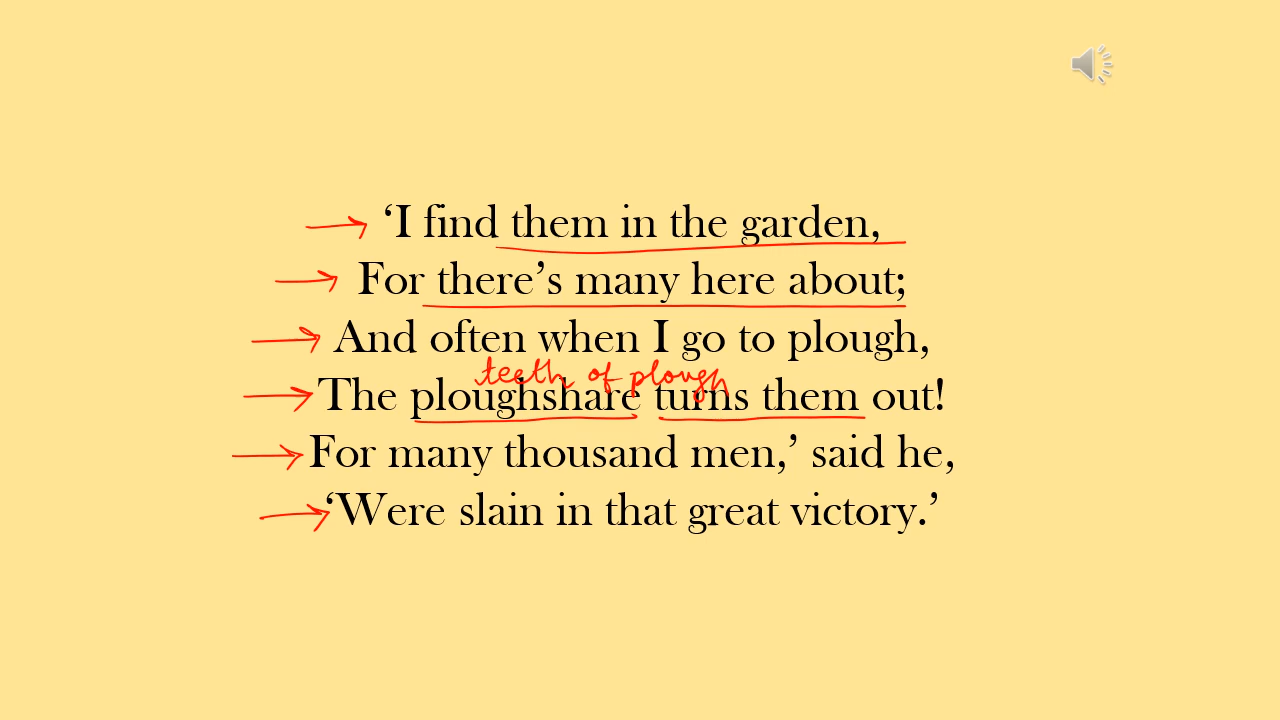 ‘I find them in the garden,
For there’s many here about;
And often when I go to plough,
teeth of plough
The ploughshare turns them out!
For many thousand men,’ said he,
‘Were slain in that great victory.’